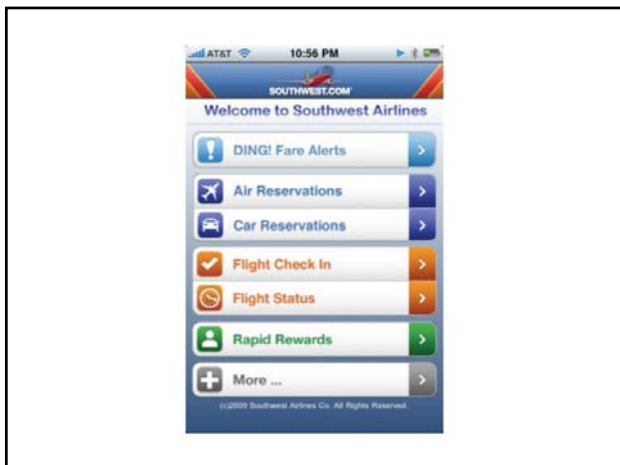 AT&T 10:56 PM
SOUTHWEST.COM
Welcome to Southwest Airlines
DING! Fare Alerts
Air Reservations
Car Reservations
Flight Check In
Flight Status
Rapid Rewards
More ...
(c)2009 Southwest Airlines Co. All Rights Reserved.